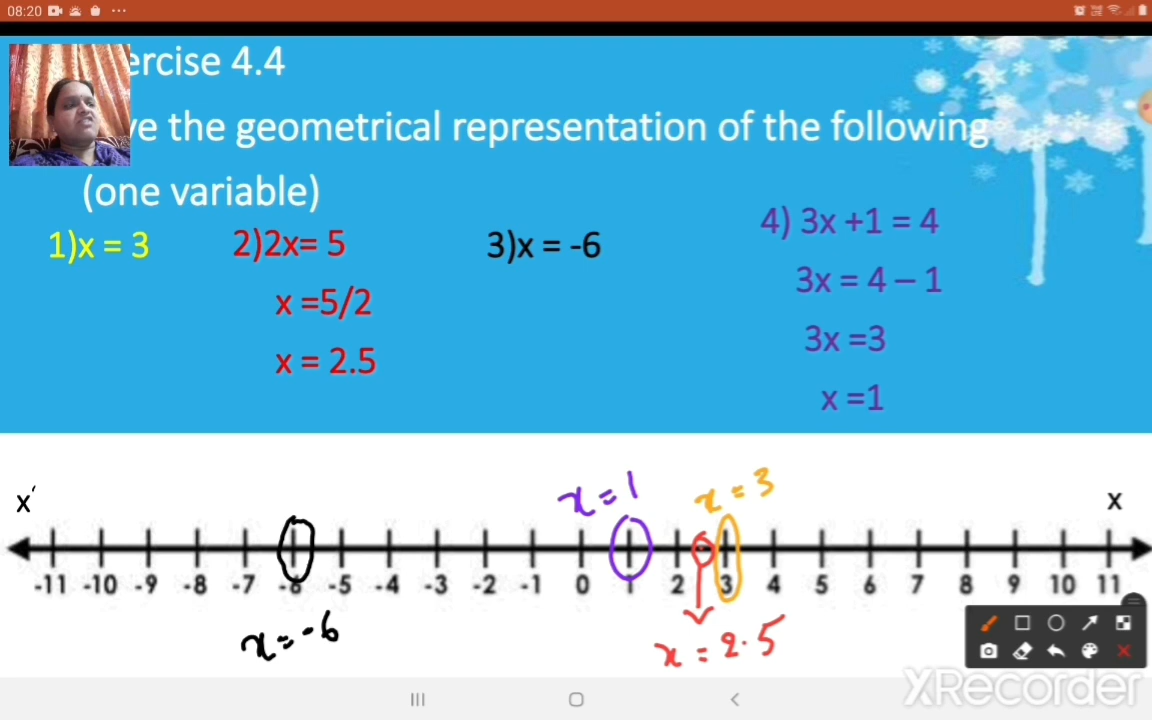 08:20
ercise 4.4
ve the geometrical representation of the following
(one variable)
1)x = 3
2)2x= 5
x =5/2
x = 2.5
3)x = -6
4) 3x +1 = 4
3x = 4 – 1
3x =3
x =1
x = 1
x = 3
x' X
-11 -10 -9 -8 -7 -6 -5 -4 -3 -2 -1 0 1 2 3 4 5 6 7 8 9 10 11
x = -6
x = 2.5
XRecorder